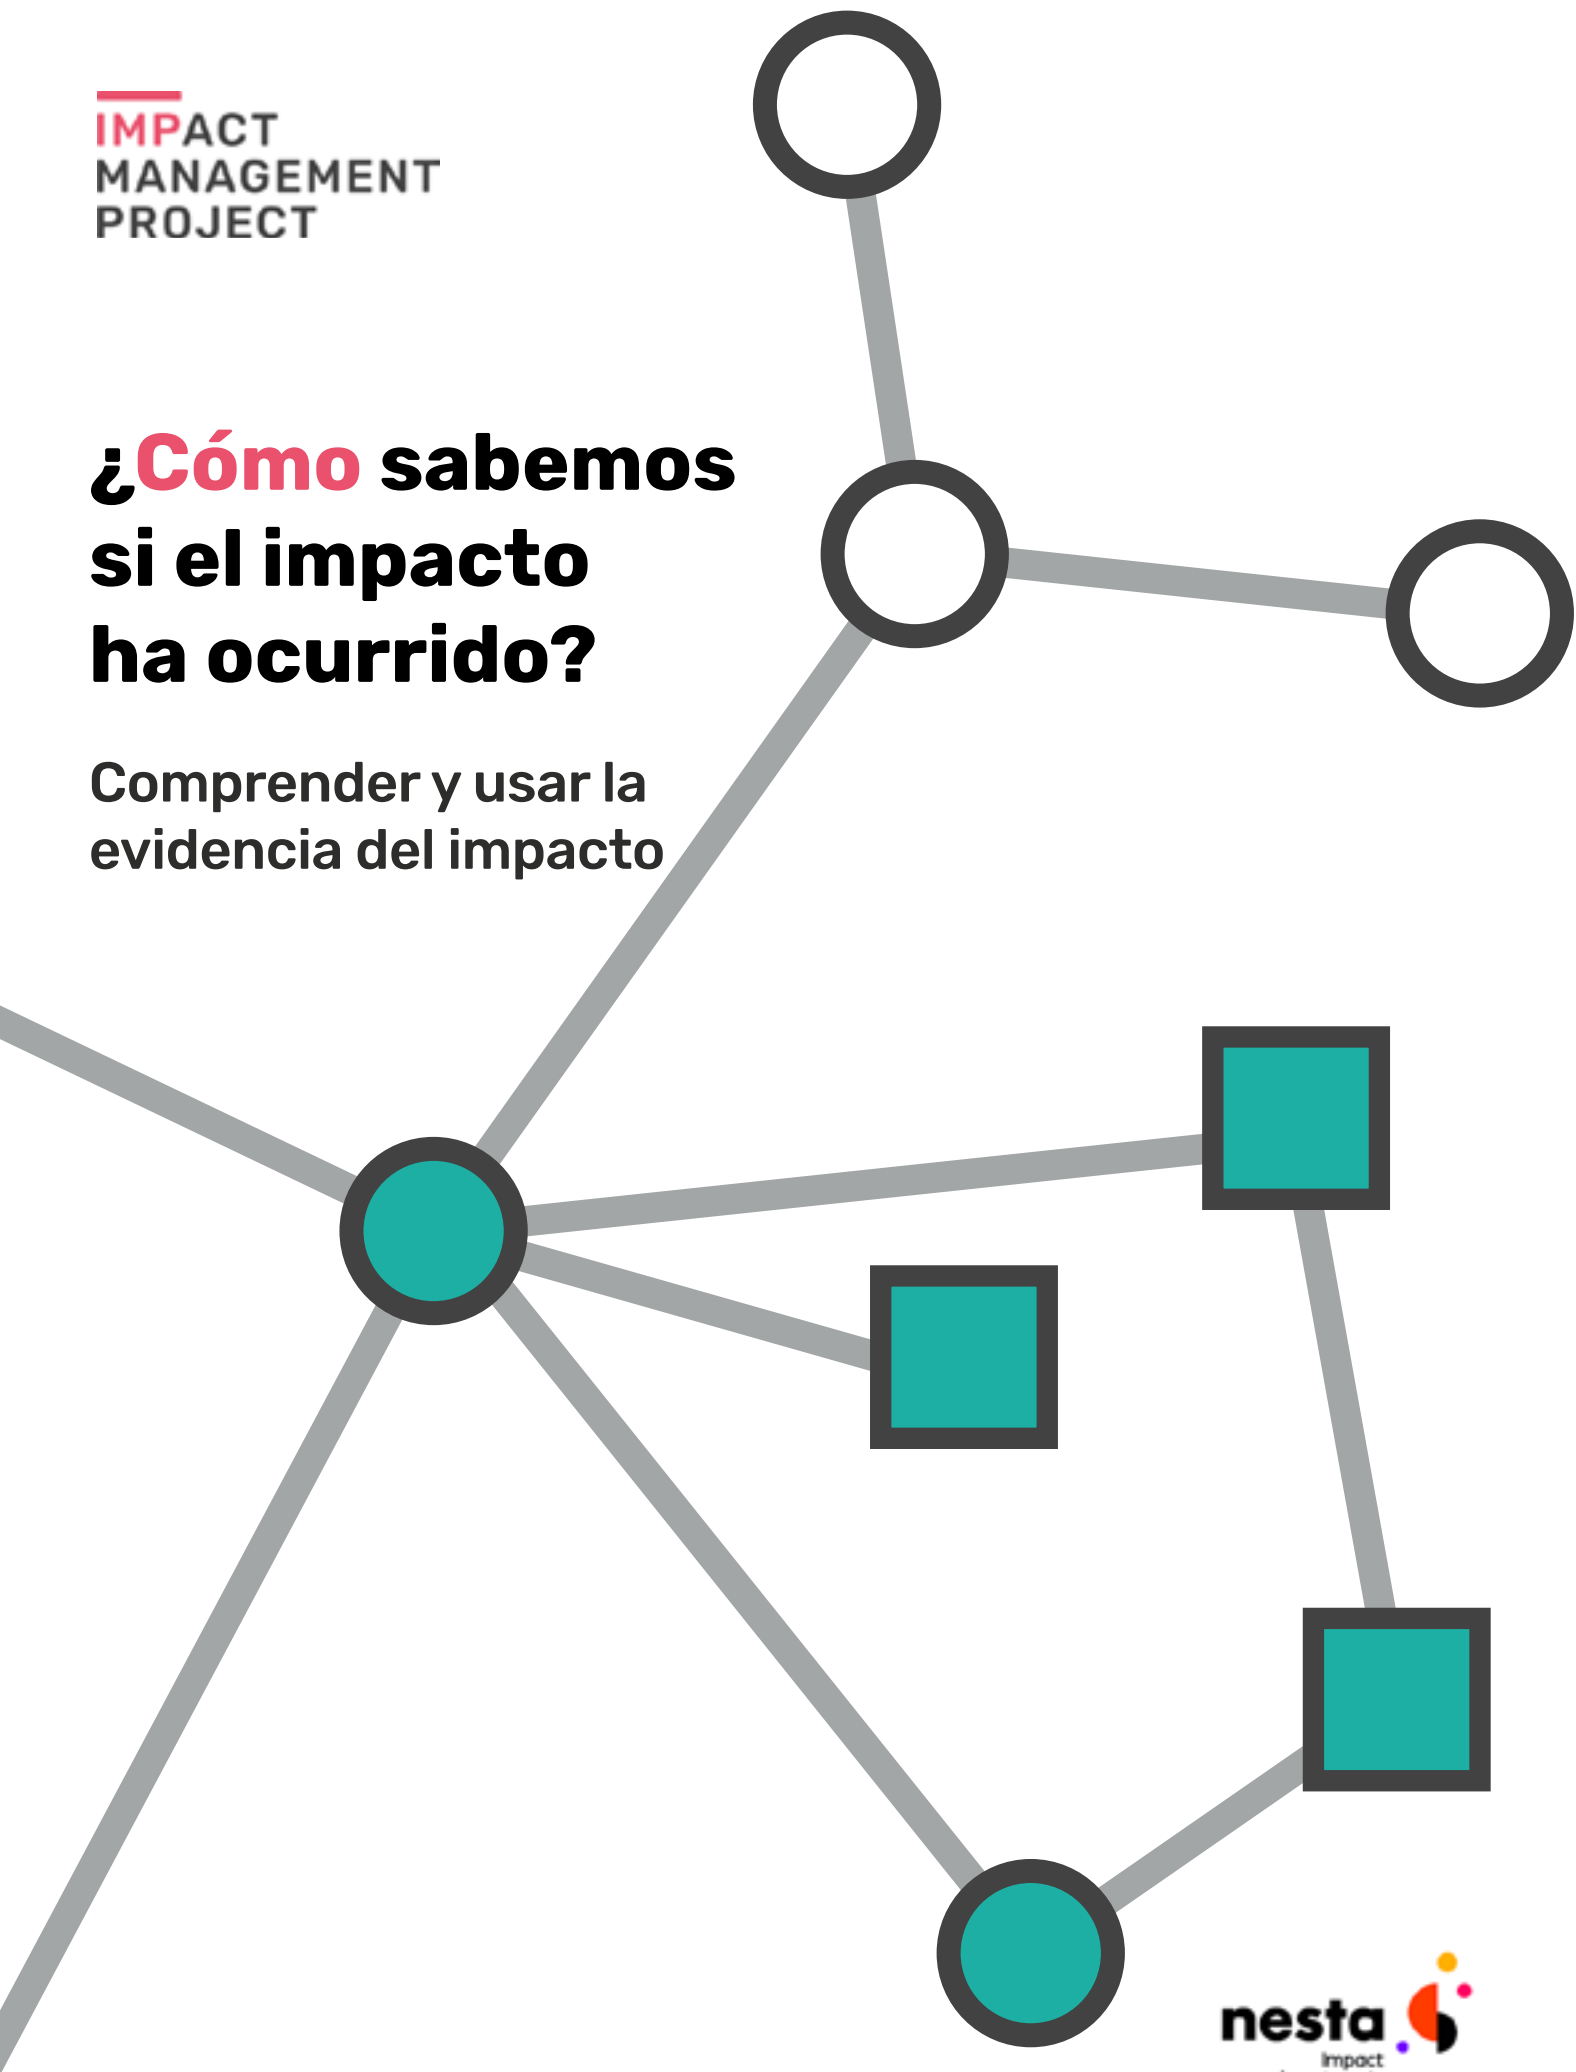 IMPACT
MANAGEMENT
PROJECT
¿Cómo sabemos
si el impacto
ha ocurrido?
Comprender y usar la
evidencia del impacto
nesta
Impact